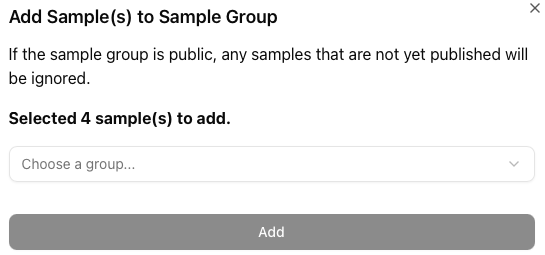 Add Sample(s) to Sample Group
If the sample group is public, any samples that are not yet published will
be ignored.
Selected 4 sample(s) to add.
Choose a group...
Add